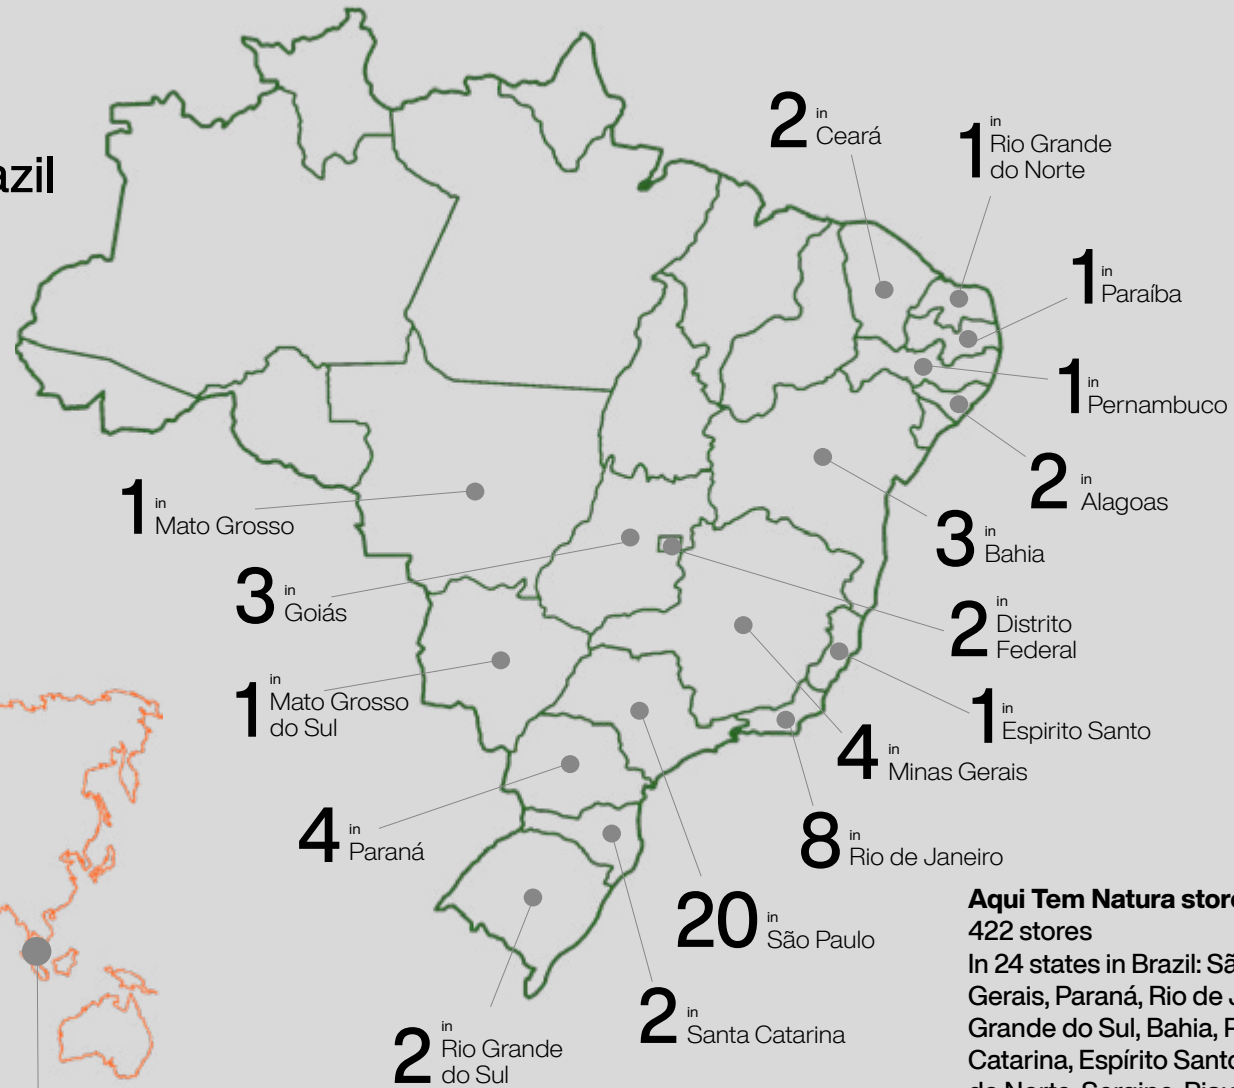 azil
2 in
Ceará
1 in
Rio Grande
do Norte
1 in
Paraíba
1 in
Pernambuco
2 in
Alagoas
3 in
Bahia
2 in
Distrito
Federal
1 in
Espirito Santo
4 in
Minas Gerais
8 in
Rio de Janeiro
20 in
São Paulo
2 in
Santa Catarina
2 in
Rio Grande
do Sul
4 in
Paraná
1 in
Mato Grosso
do Sul
3 in
Goiás
1 in
Mato Grosso
Aqui Tem Natura store
422 stores
In 24 states in Brazil: Sã
Gerais, Paraná, Rio de J
Grande do Sul, Bahia, P
Catarina, Espírito Santo